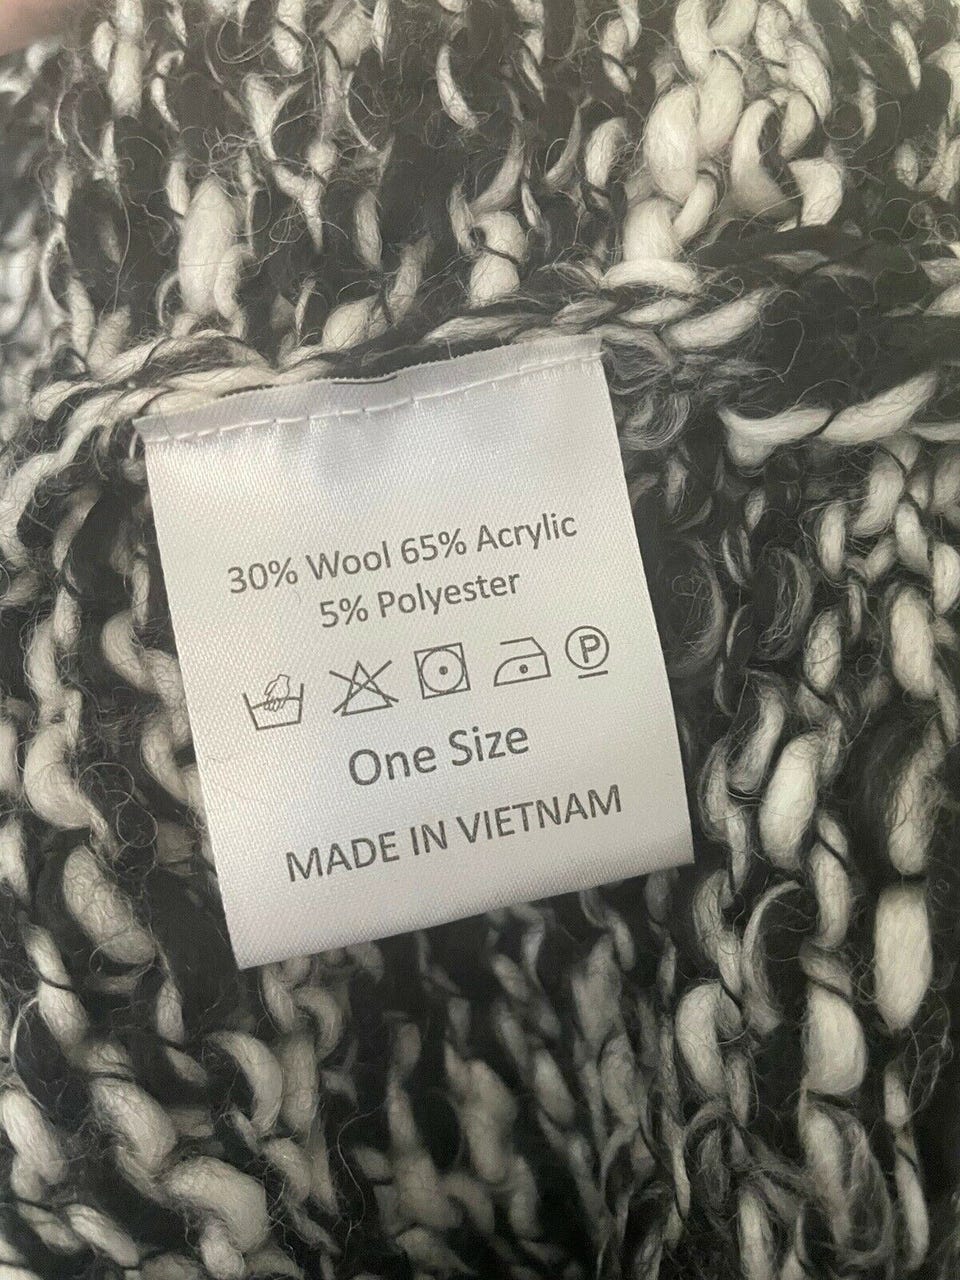 30% Wool 65% Acrylic
5% Polyester
P
One Size
MADE IN VIETNAM